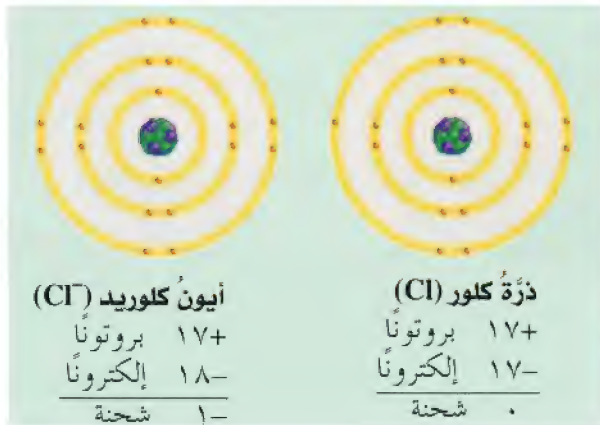 ذرَّةُ كلور (Cl)
+١٧ بروتونًا
−١٧ إلكترونًا
٠ شحنة
أيونُ كلوريد (Cl⁻)
+١٧ بروتونًا
−١٨ إلكترونًا
−١ شحنة